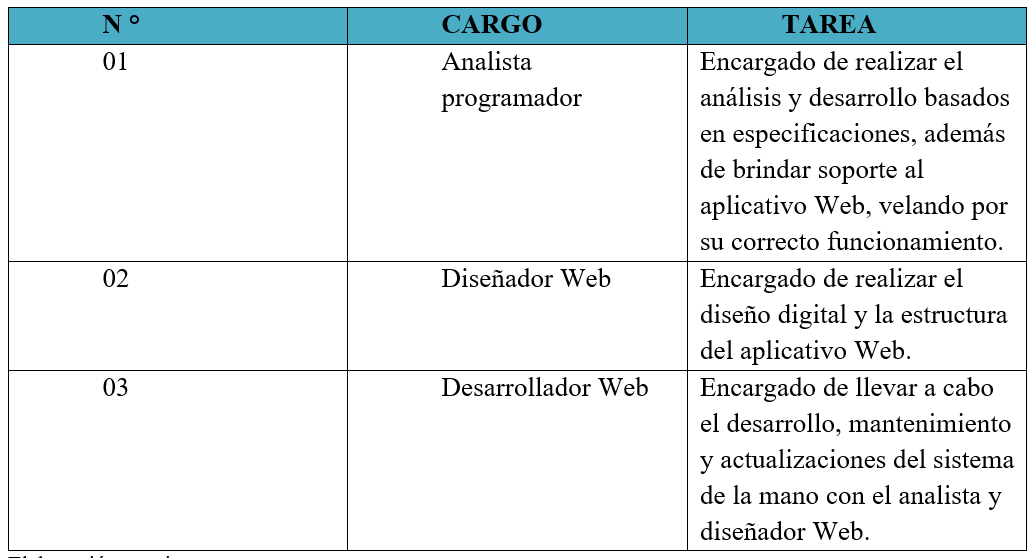 N ° CARGO TAREA
01 Analista programador Encargado de realizar el
análisis y desarrollo basados
en especificaciones, además
de brindar soporte al
aplicativo Web, velando por
su correcto funcionamiento.
02 Diseñador Web Encargado de realizar el
diseño digital y la estructura
del aplicativo Web.
03 Desarrollador Web Encargado de llevar a cabo
el desarrollo, mantenimiento
y actualizaciones del sistema
de la mano con el analista y
diseñador Web.